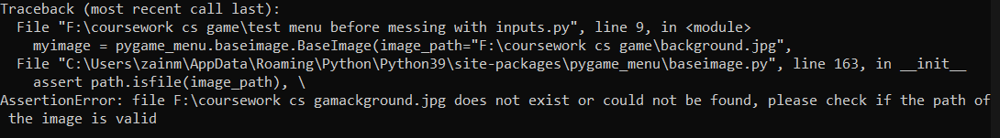 Traceback (most recent call last):
  File "F:\coursework cs game\test menu before messing with inputs.py", line 9, in <module>
    myimage = pygame_menu.baseimage.BaseImage(image_path="F:\coursework cs game\background.jpg",
  File "C:\Users\zainm\AppData\Roaming\Python\Python39\site-packages\pygame_menu\baseimage.py", line 163, in __init__
    assert path.isfile(image_path), \
AssertionError: file F:\coursework cs gamackground.jpg does not exist or could not be found, please check if the path of
 the image is valid